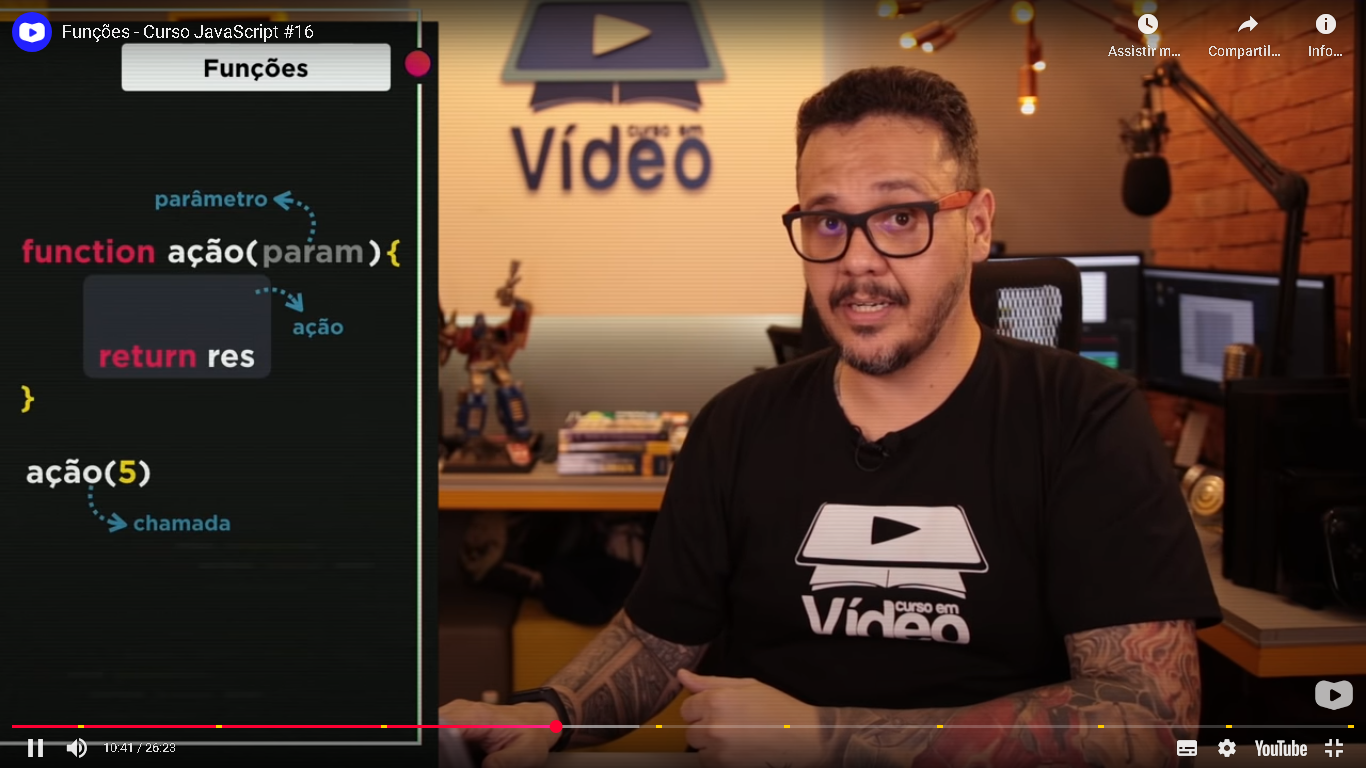 Funções - Curso JavaScript #16
Assistir m...
Compartil...
Info...
Funções
parâmetro
function ação(param){
ação
return res
}
ação(5)
chamada
curso em
Vídeo
curso em
Vídeo
10:41 / 26:23
YouTube